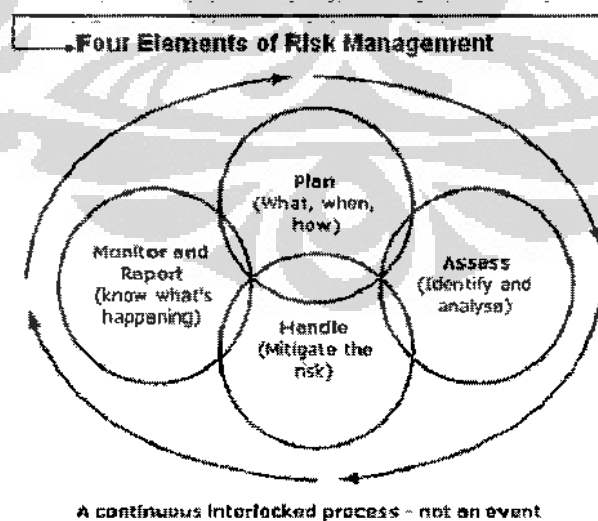 Four Elements of Risk Management
Plan
(What, when,
how)
Monitor and
Report
(know what's
happening)
Assess
(Identify and
analyse)
Handle
(Mitigate the
risk)
A continuous interlocked process - not an event